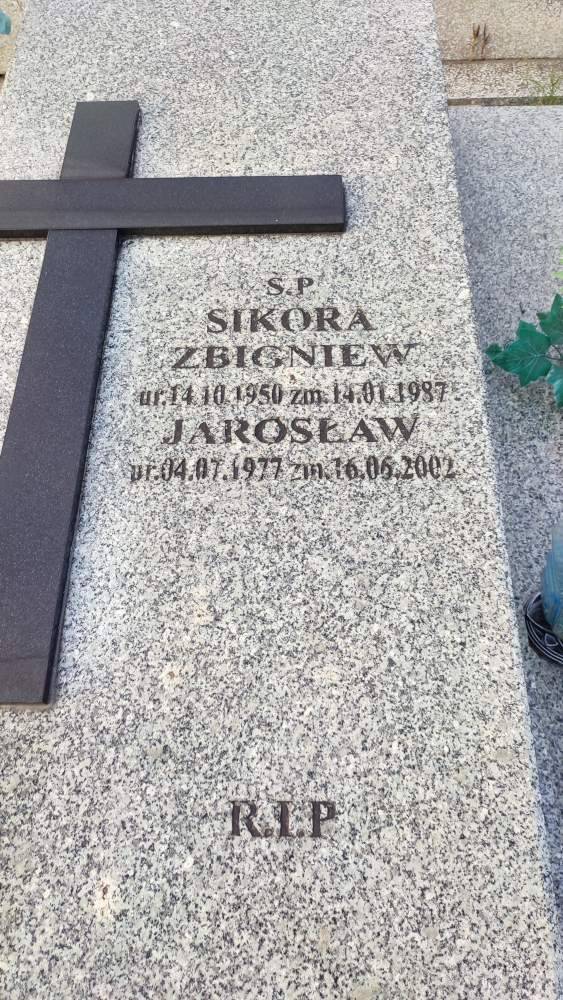 Ś.P
SIKORA
ZBIGNIEW
ur.14.10.1950 zm.14.01.1987
JAROSŁAW
ur.04.07.1977 zm.16.06.2002
R.I.P